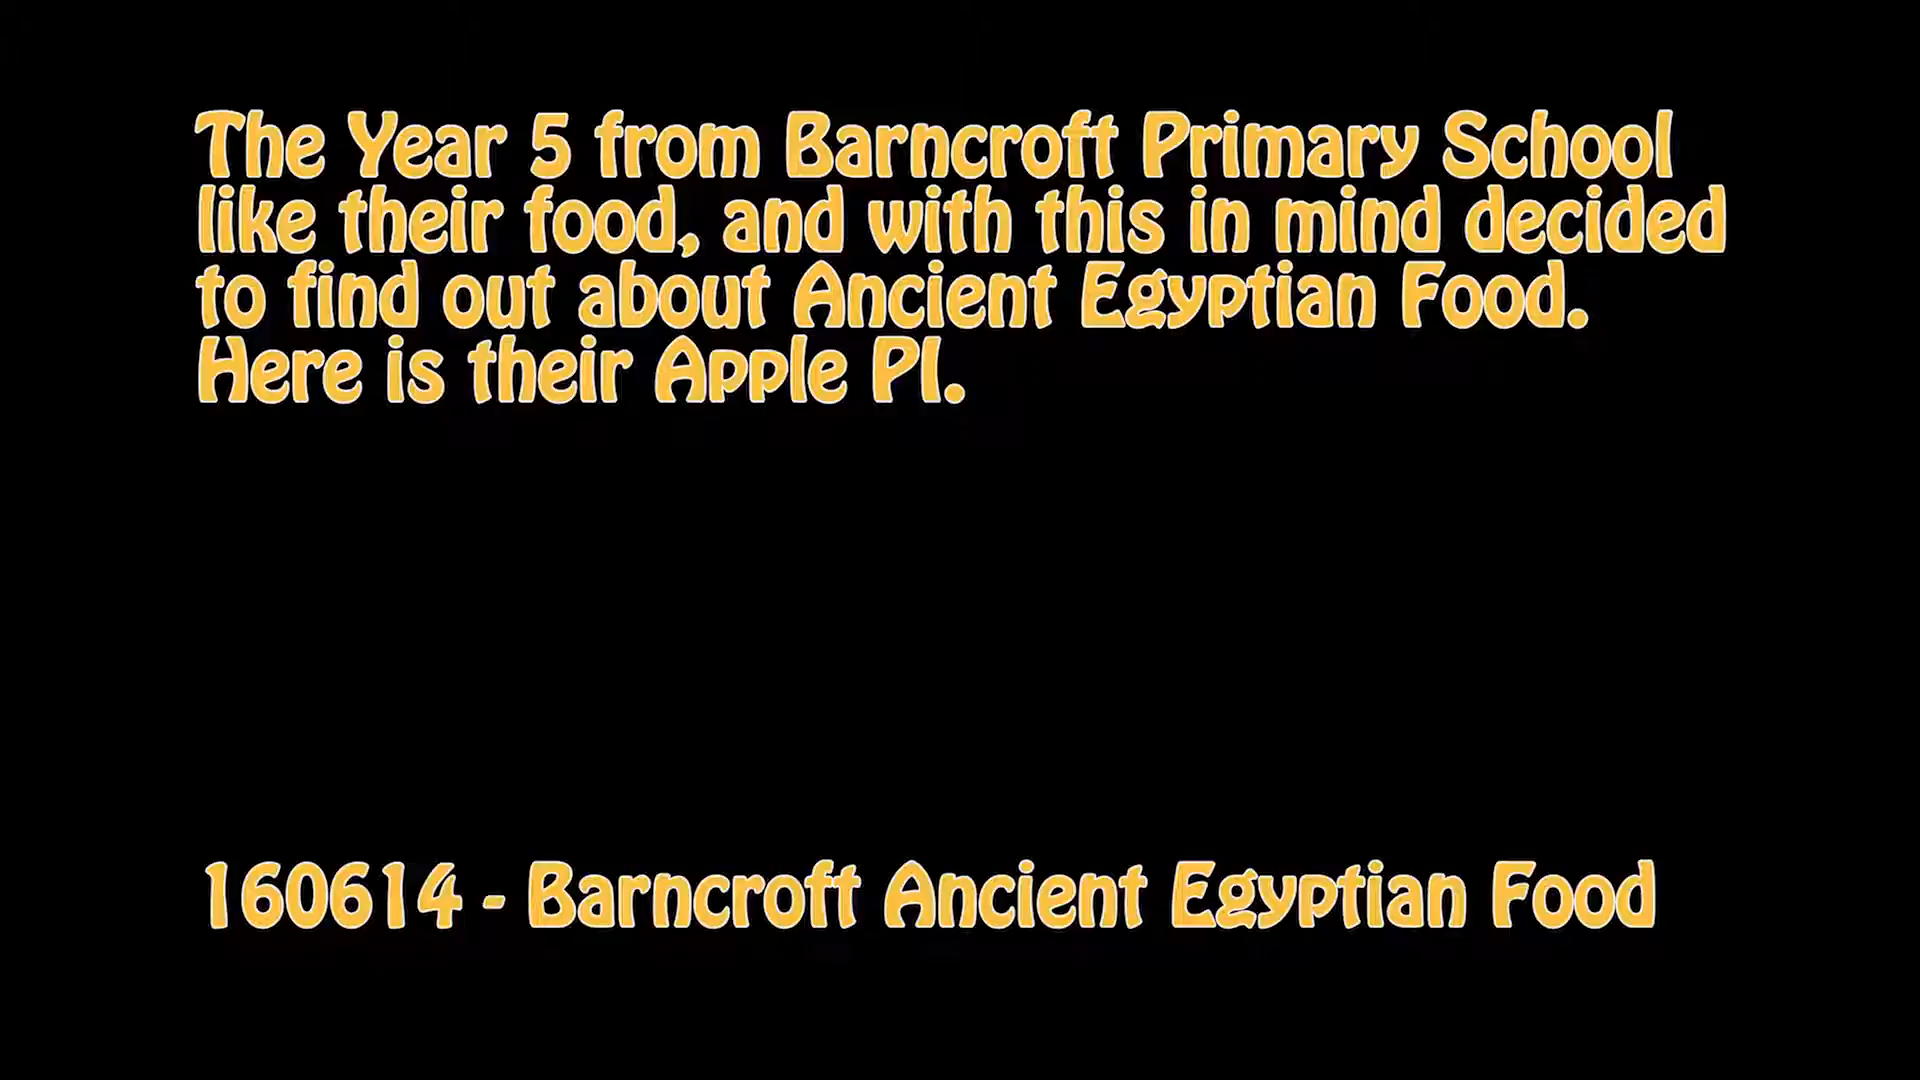 The Year 5 from Barncroft Primary School
like their food, and with this in mind decided
to find out about Ancient Egyptian Food.
Here is their Apple PI.
160614 - Barncroft Ancient Egyptian Food